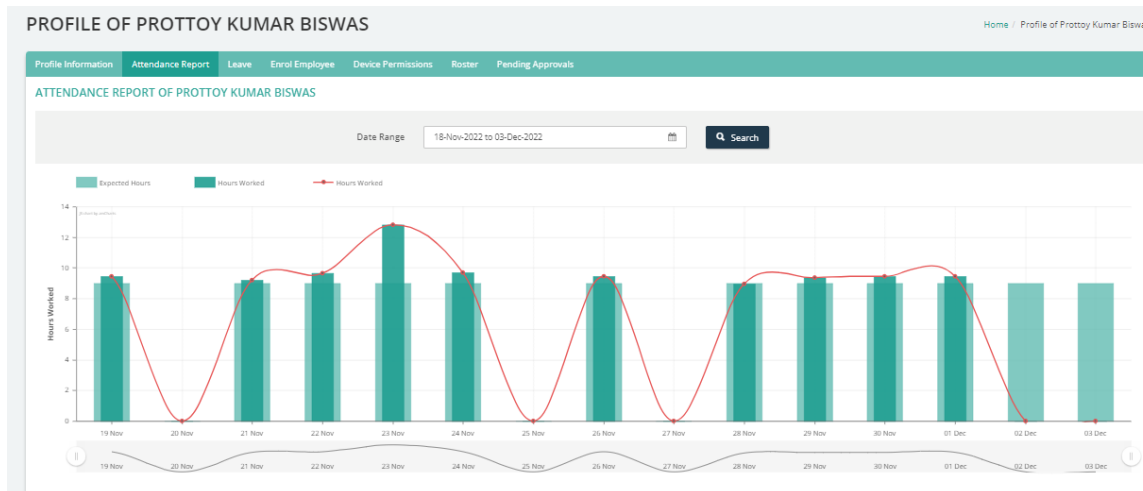 PROFILE OF PROTTOY KUMAR BISWAS
Home / Profile of Prottoy Kumar Biswa
Profile Information Attendance Report Leave Enrol Employee Device Permissions Roster Pending Approvals
ATTENDANCE REPORT OF PROTTOY KUMAR BISWAS
Date Range 18-Nov-2022 to 03-Dec-2022 Search
Expected Hours Hours Worked Hours Worked
14
12
10
8
6
4
2
0
Hours Worked
19 Nov 20 Nov 21 Nov 22 Nov 23 Nov 24 Nov 25 Nov 26 Nov 27 Nov 28 Nov 29 Nov 30 Nov 01 Dec 02 Dec 03 Dec
19 Nov 20 Nov 21 Nov 22 Nov 23 Nov 24 Nov 25 Nov 26 Nov 27 Nov 28 Nov 29 Nov 30 Nov 01 Dec 02 Dec 03 Dec